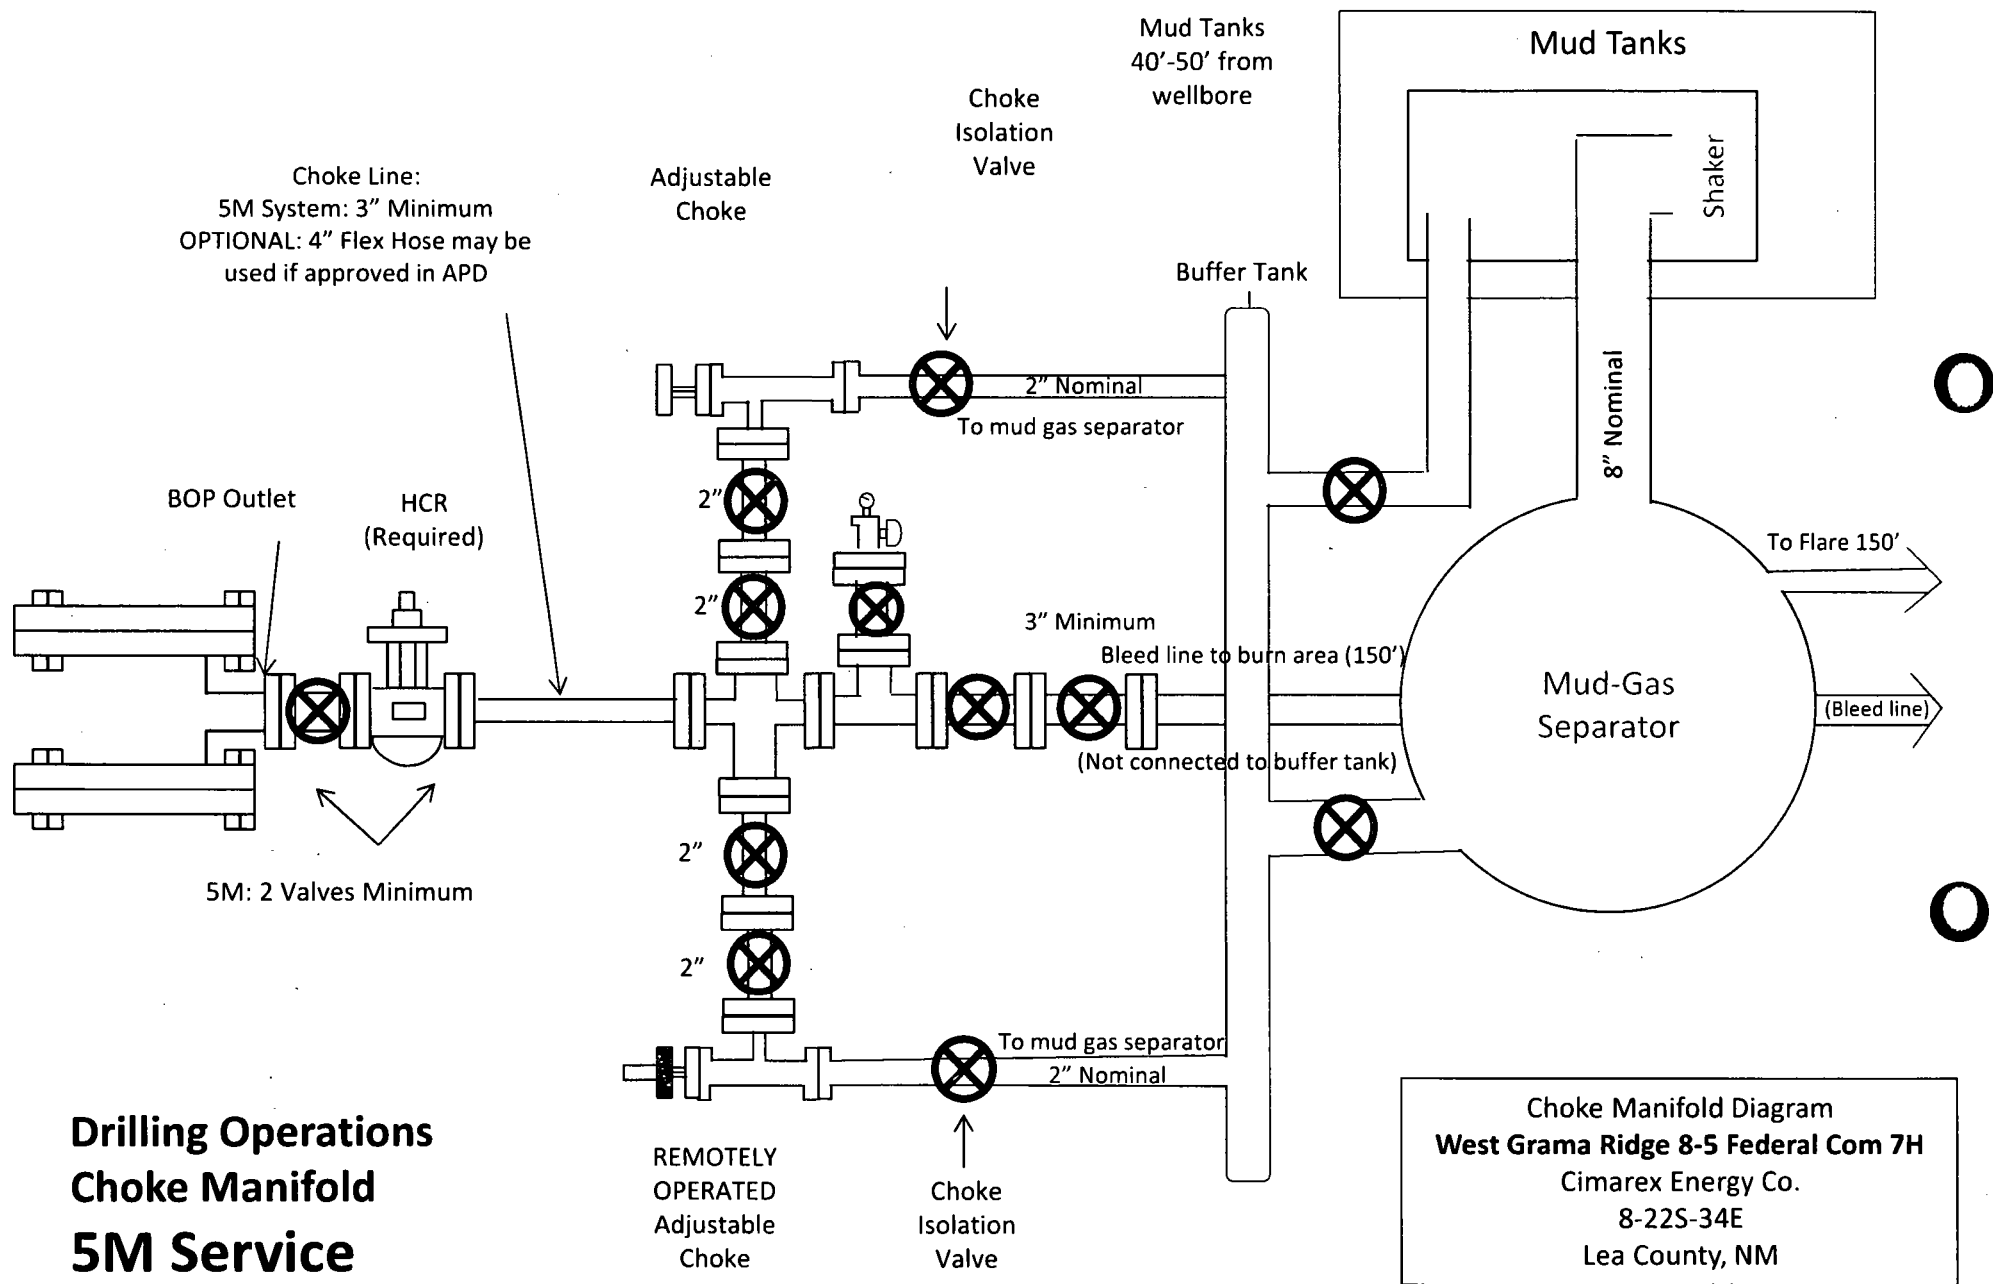 Mud Tanks
40'-50' from
wellbore
Mud Tanks
Choke
Isolation
Valve
Shaker
Choke Line:
5M System: 3" Minimum
OPTIONAL: 4" Flex Hose may be
used if approved in APD
Adjustable
Choke
Buffer Tank
2" Nominal
To mud gas separator
8" Nominal
BOP Outlet
HCR
(Required)
2"
2"
To Flare 150'
3" Minimum
Bleed line to burn area (150')
Mud-Gas
Separator
(Bleed line)
(Not connected to buffer tank)
5M: 2 Valves Minimum
2"
2"
To mud gas separator
2" Nominal
REMOTELY
OPERATED
Adjustable
Choke
Choke
Isolation
Valve
Drilling Operations
Choke Manifold
5M Service
Choke Manifold Diagram
West Grama Ridge 8-5 Federal Com 7H
Cimarex Energy Co.
8-22S-34E
Lea County, NM